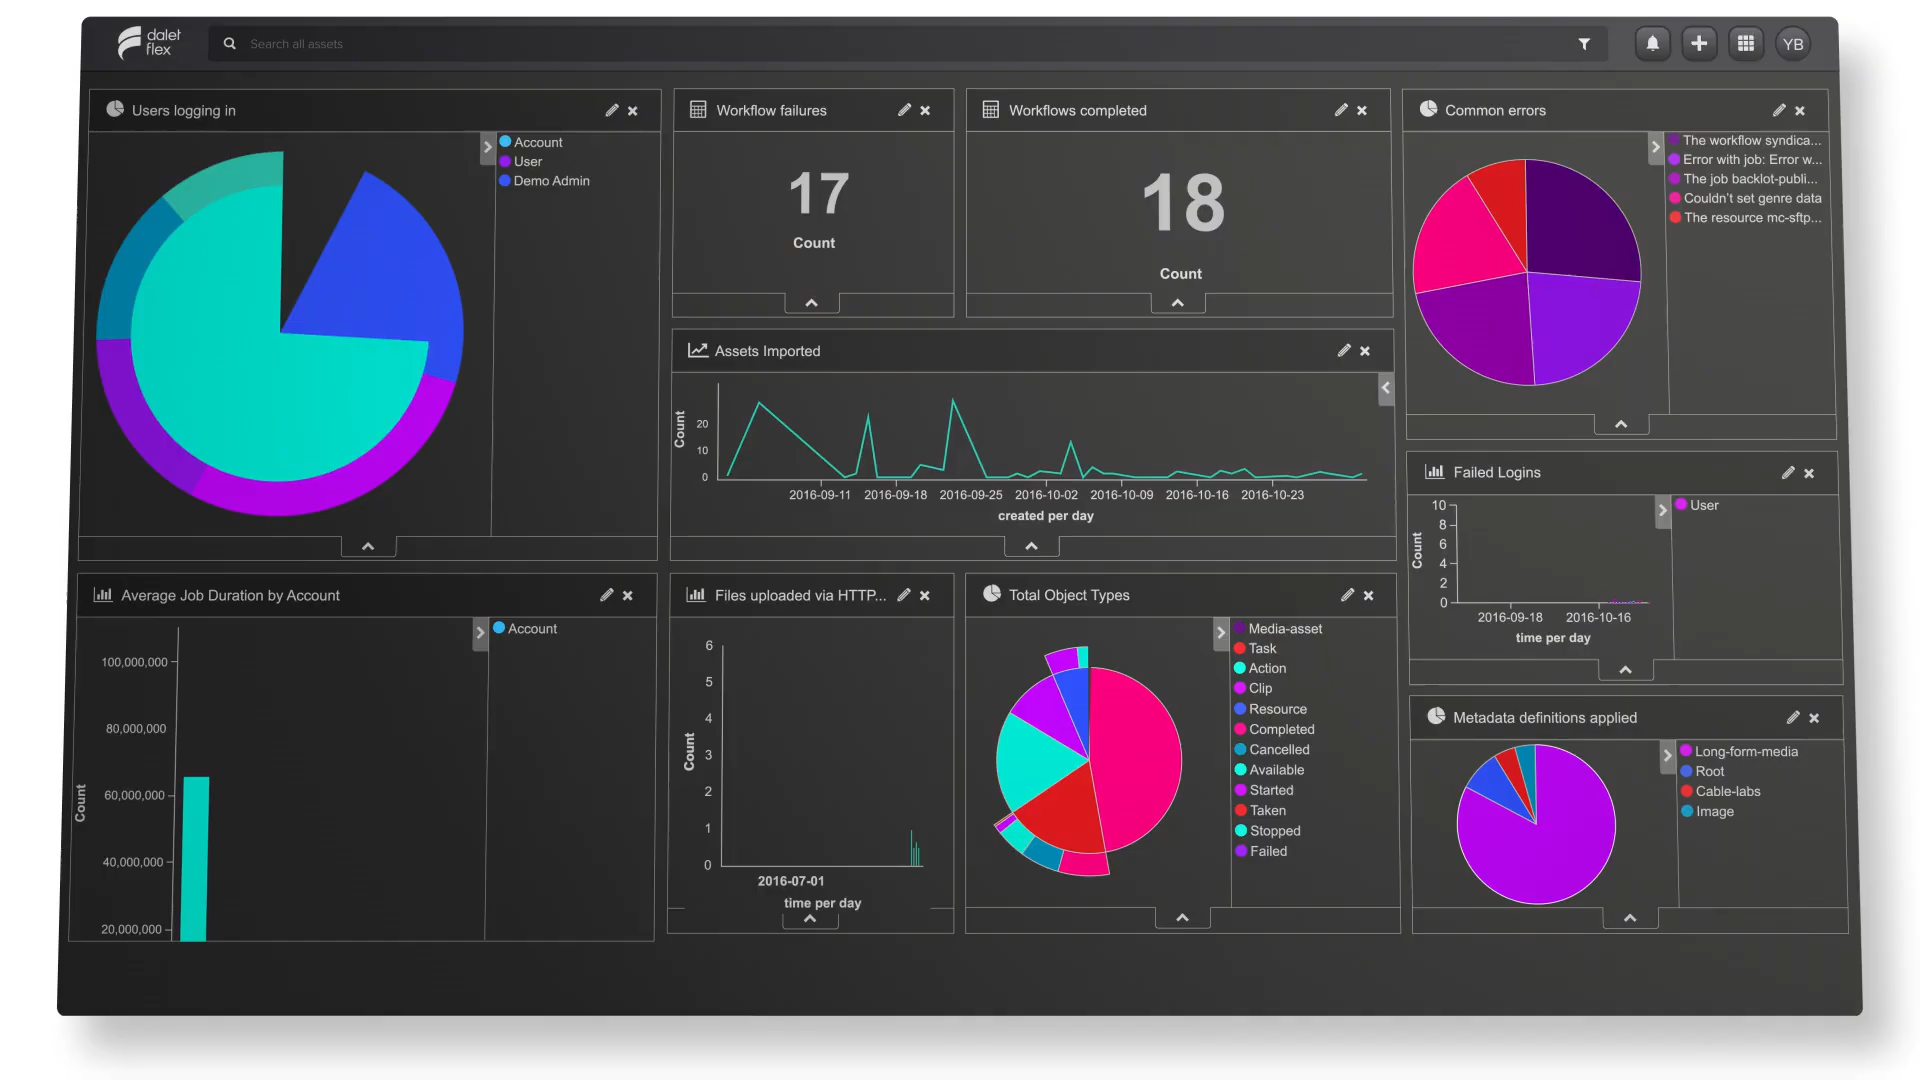 dalet
flex
Search all assets
YB
Users logging in
Account
User
Demo Admin
Workflow failures
17
Count
Workflows completed
18
Count
Common errors
The workflow syndica...
Error with job: Error w...
The job backlot-publi...
Couldn't set genre data
The resource mc-sftp...
Assets Imported
Count
20
10
0
2016-09-11 2016-09-18 2016-09-25 2016-10-02 2016-10-09 2016-10-16 2016-10-23
created per day
Failed Logins
User
Count
10
8
6
4
2
0
2016-09-18 2016-10-16
time per day
Average Job Duration by Account
Account
Count
100,000,000
80,000,000
60,000,000
40,000,000
20,000,000
Files uploaded via HTTP...
Count
6
5
4
3
2
1
0
2016-07-01
time per day
Total Object Types
Media-asset
Task
Action
Clip
Resource
Completed
Cancelled
Available
Started
Taken
Stopped
Failed
Metadata definitions applied
Long-form-media
Root
Cable-labs
Image